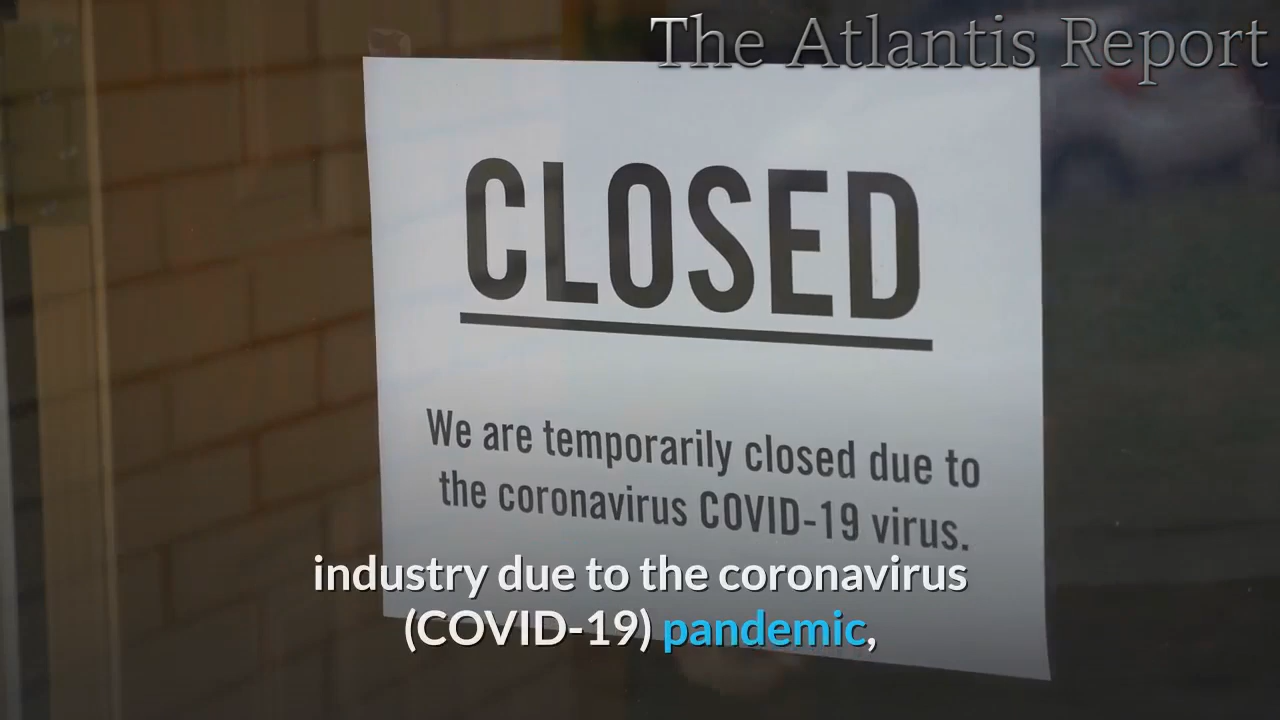 The Atlantis Report
CLOSED
We are temporarily closed due to
the coronavirus COVID-19 virus.
industry due to the coronavirus
(COVID-19) pandemic,